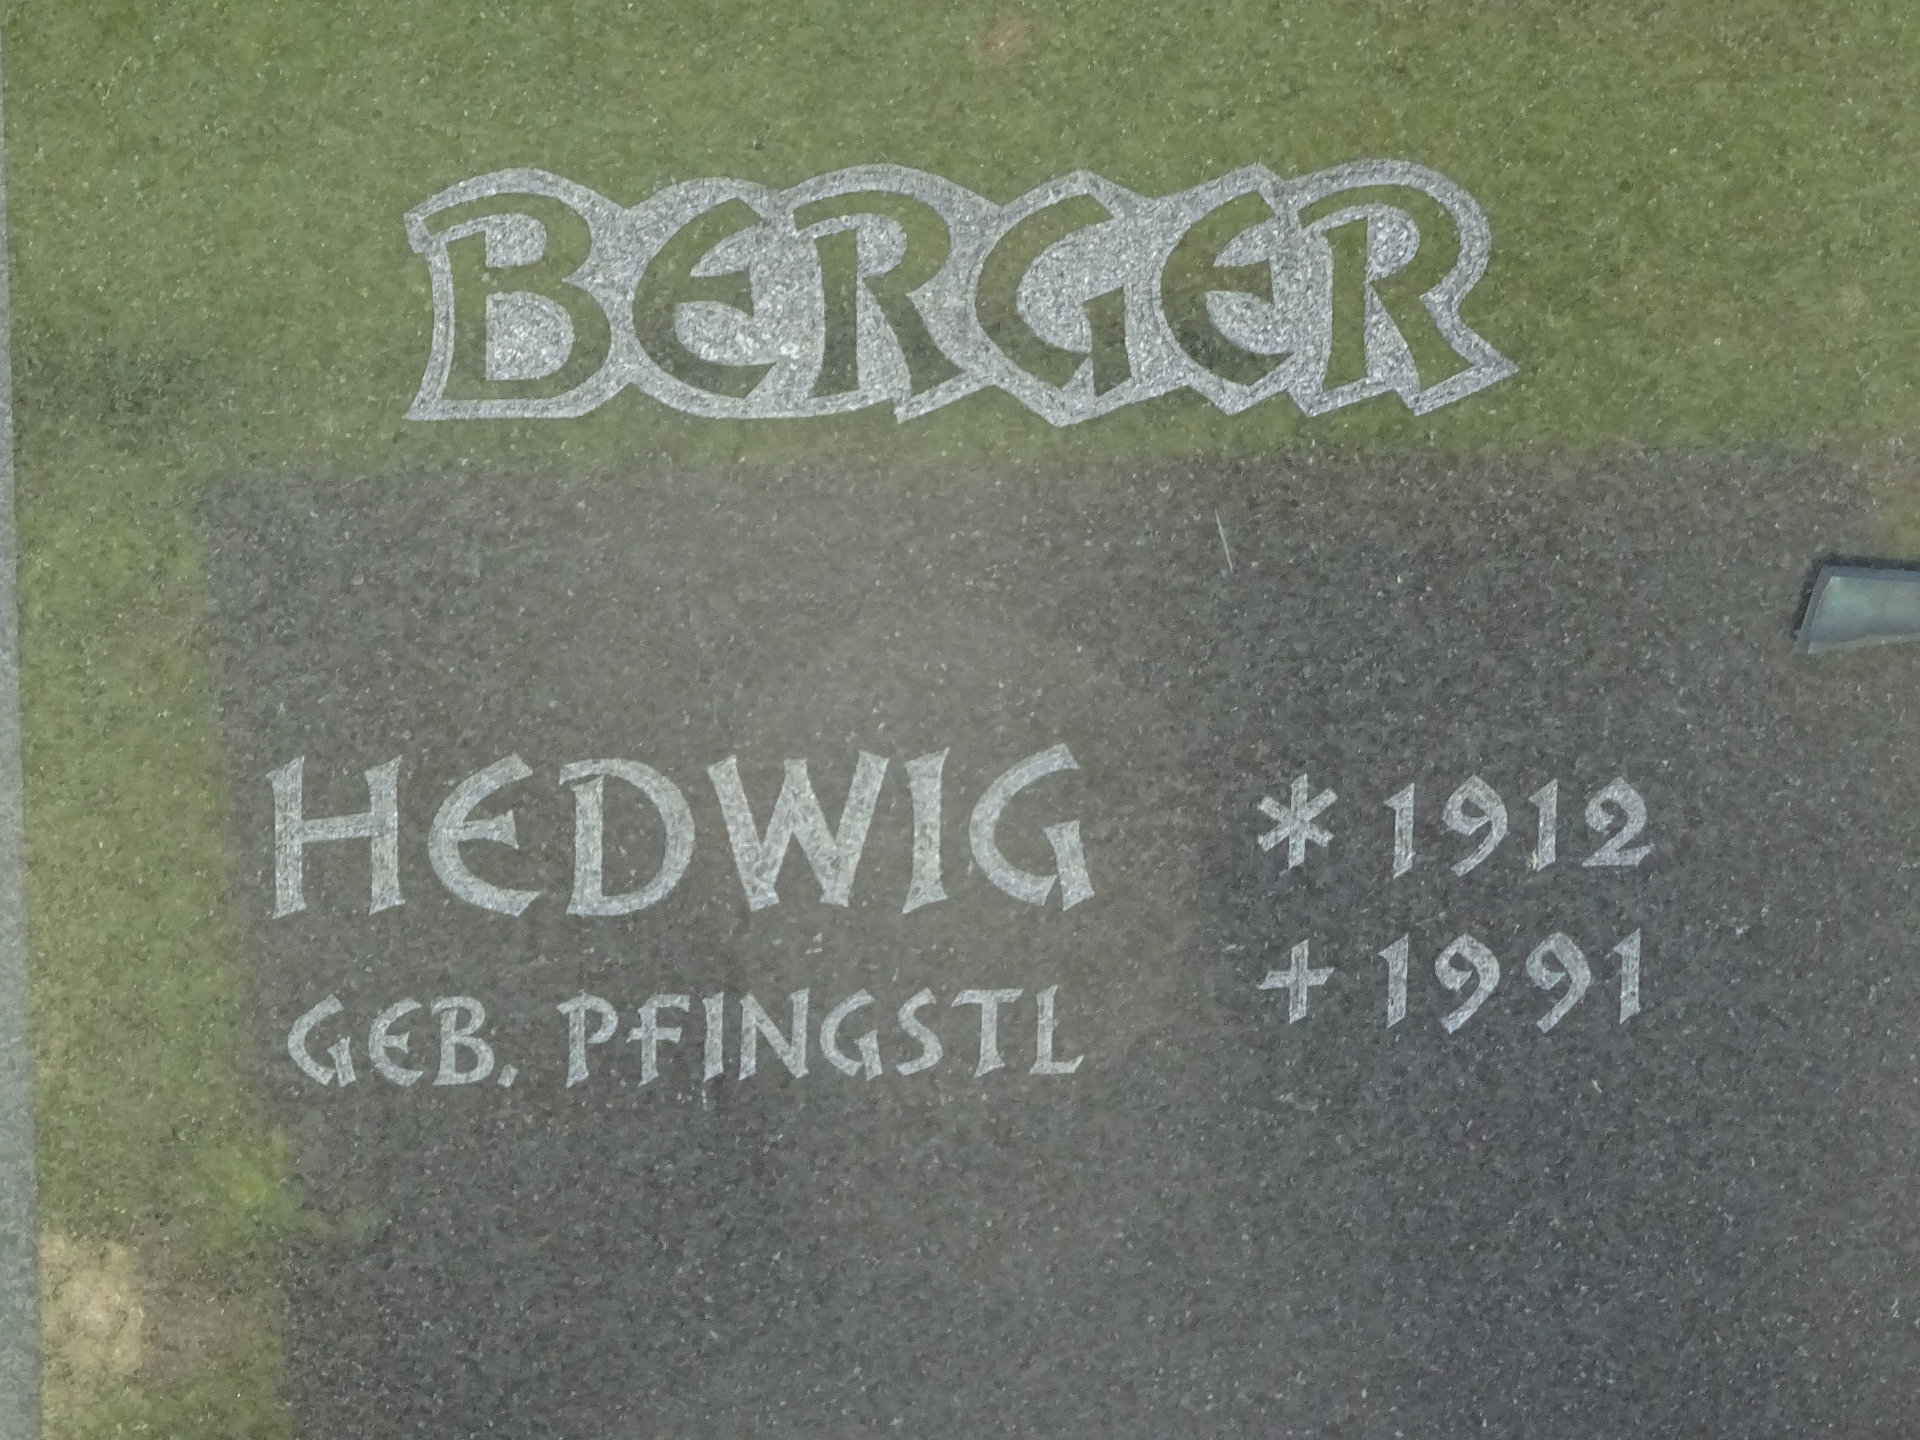 BERGER
HEDWIG * 1912
GEB. PFINGSTL + 1991